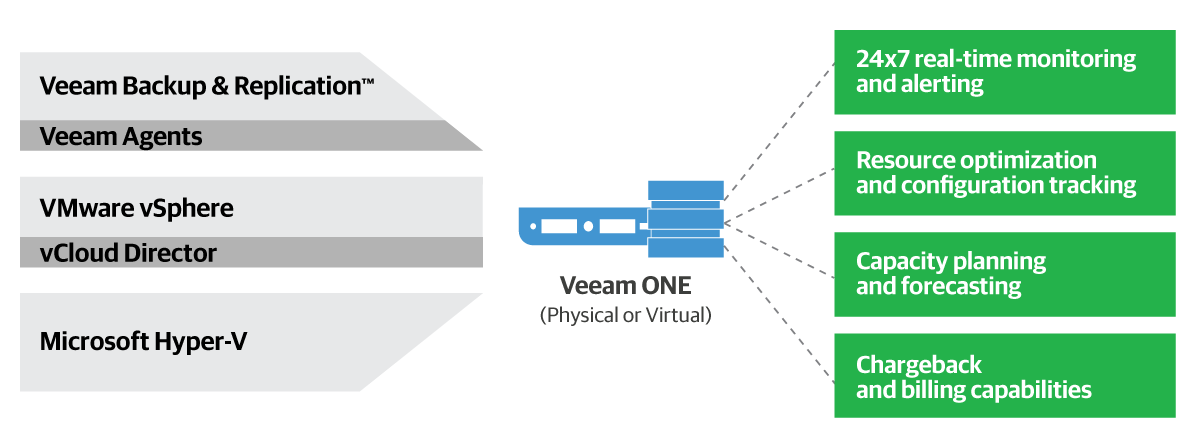 Veeam Backup & Replication™
Veeam Agents
VMware vSphere
vCloud Director
Microsoft Hyper-V
Veeam ONE
(Physical or Virtual)
24x7 real-time monitoring
and alerting
Resource optimization
and configuration tracking
Capacity planning
and forecasting
Chargeback
and billing capabilities